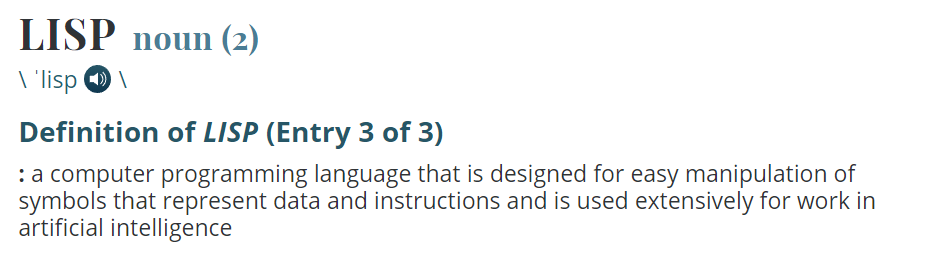 LISP noun (2)
\ ˈlisp \
Definition of LISP (Entry 3 of 3)
: a computer programming language that is designed for easy manipulation of
symbols that represent data and instructions and is used extensively for work in
artificial intelligence